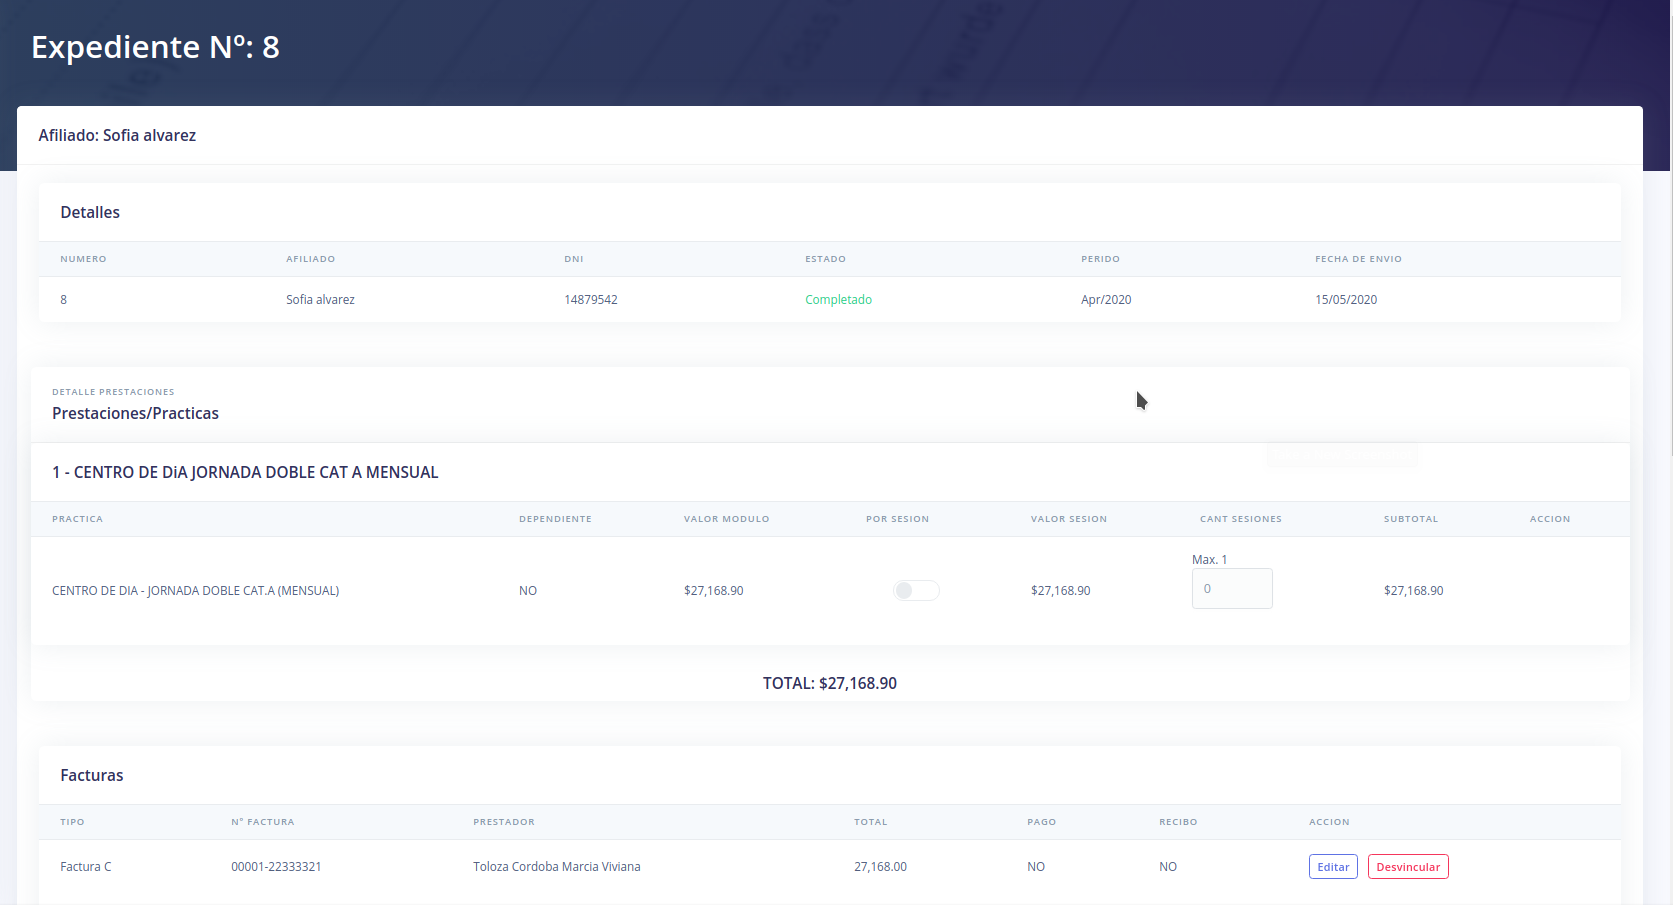 Expediente Nº: 8
Afiliado: Sofia alvarez
Detalles
NUMERO AFILIADO DNI ESTADO PERIDO FECHA DE ENVIO
8 Sofia alvarez 14879542 Completado Apr/2020 15/05/2020
DETALLE PRESTACIONES
Prestaciones/Practicas
1 - CENTRO DE DiA JORNADA DOBLE CAT A MENSUAL
PRACTICA DEPENDIENTE VALOR MODULO POR SESION VALOR SESION CANT SESIONES SUBTOTAL ACCION
Max. 1
CENTRO DE DIA - JORNADA DOBLE CAT.A (MENSUAL) NO $27,168.90 $27,168.90 0 $27,168.90
TOTAL: $27,168.90
Facturas
TIPO Nº FACTURA PRESTADOR TOTAL PAGO RECIBO ACCION
Factura C 00001-22333321 Toloza Cordoba Marcia Viviana 27,168.00 NO NO Editar Desvincular